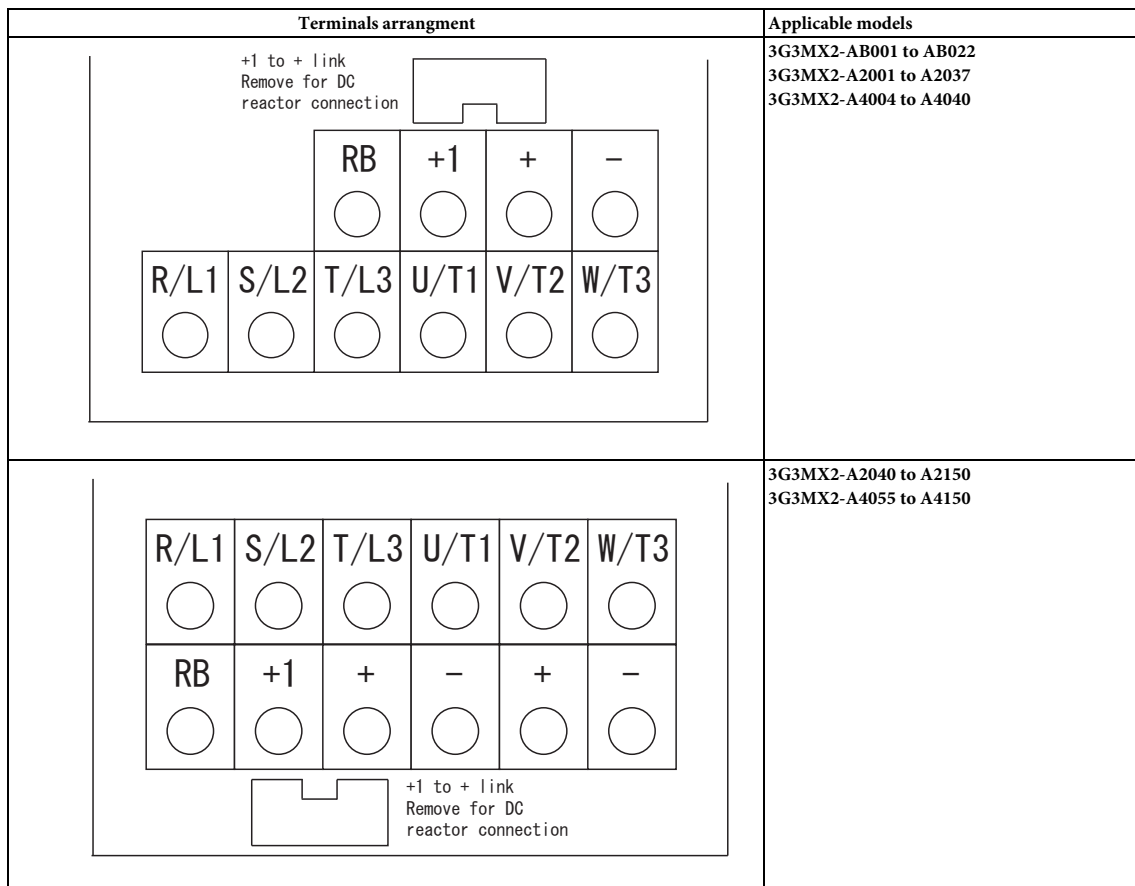 Terminals arrangment
Applicable models
+1 to + link
Remove for DC
reactor connection
RB +1 + −
R/L1 S/L2 T/L3 U/T1 V/T2 W/T3
3G3MX2-AB001 to AB022
3G3MX2-A2001 to A2037
3G3MX2-A4004 to A4040
R/L1 S/L2 T/L3 U/T1 V/T2 W/T3
RB +1 + − + −
+1 to + link
Remove for DC
reactor connection
3G3MX2-A2040 to A2150
3G3MX2-A4055 to A4150